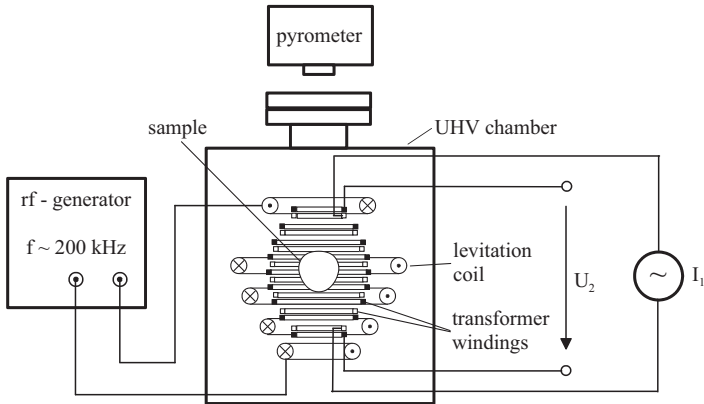 pyrometer
sample
UHV chamber
rf - generator
f ~ 200 kHz
levitation
coil
U₂
~
I₁
transformer
windings